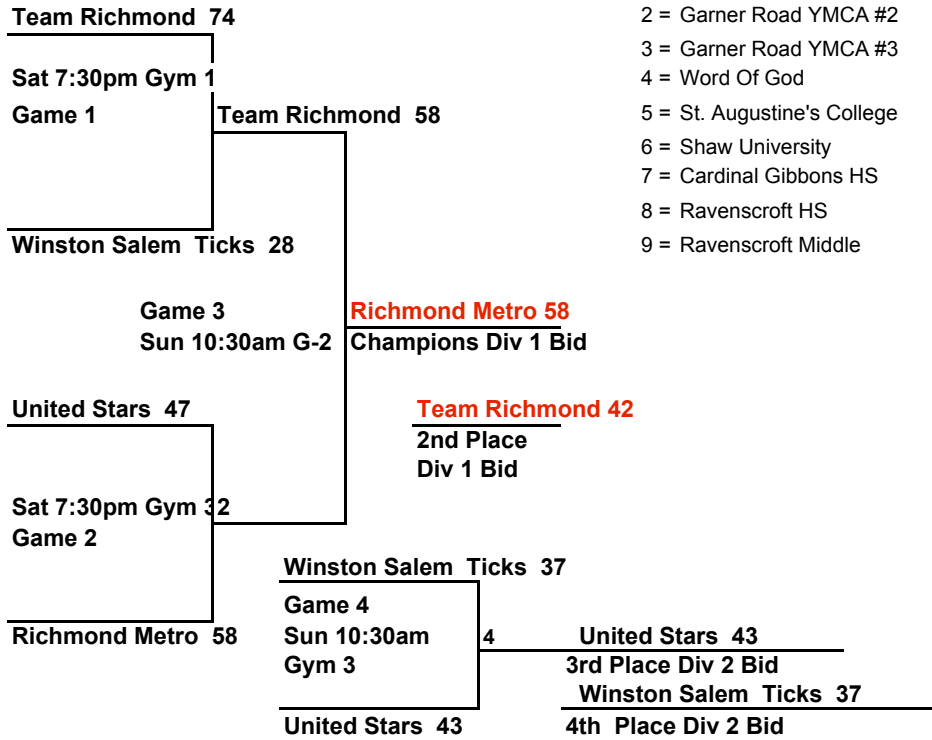 Team Richmond 74
Sat 7:30pm Gym 1
Game 1
Team Richmond 58
Winston Salem Ticks 28
2 = Garner Road YMCA #2
3 = Garner Road YMCA #3
4 = Word Of God
5 = St. Augustine's College
6 = Shaw University
7 = Cardinal Gibbons HS
8 = Ravenscroft HS
9 = Ravenscroft Middle
Game 3
Sun 10:30am G-2
Richmond Metro 58
Champions Div 1 Bid
United Stars 47
Team Richmond 42
2nd Place
Div 1 Bid
Sat 7:30pm Gym 32
Game 2
Richmond Metro 58
Winston Salem Ticks 37
Game 4
Sun 10:30am
Gym 3
4
United Stars 43
United Stars 43
3rd Place Div 2 Bid
Winston Salem Ticks 37
4th Place Div 2 Bid